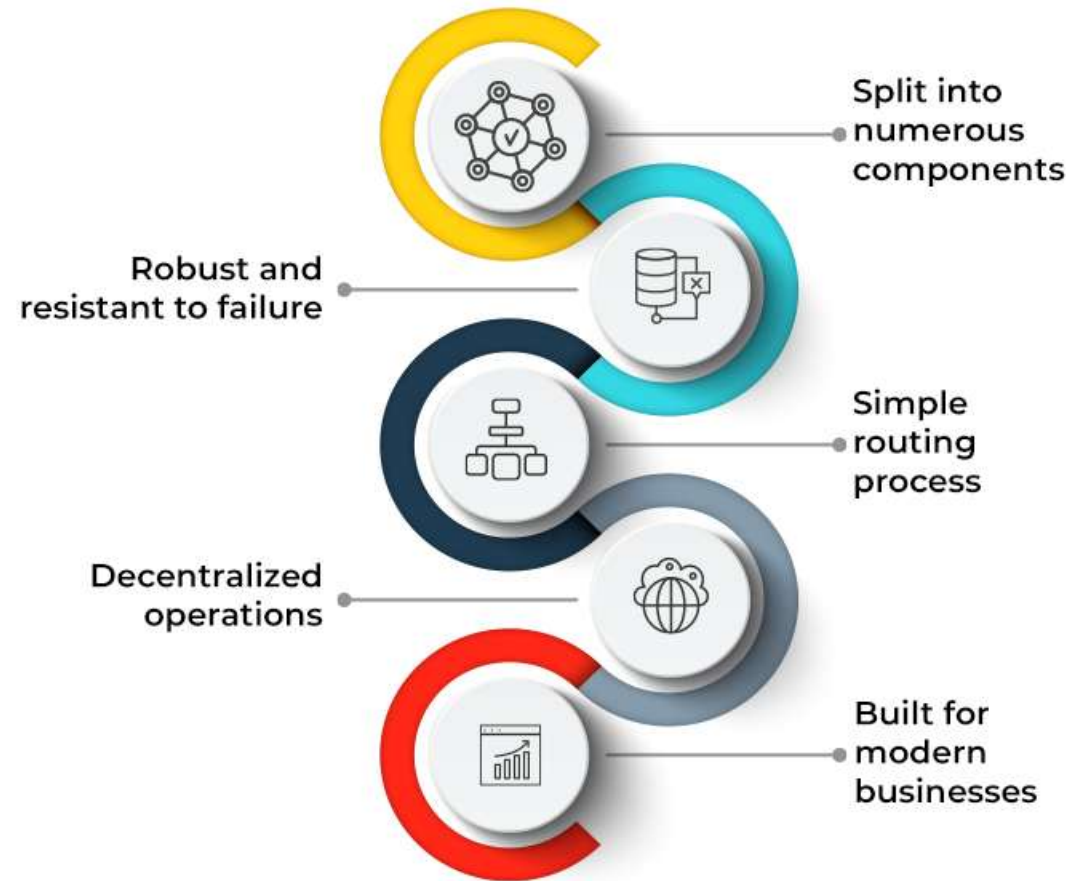 Split into
numerous
components
Robust and
resistant to failure
Simple
routing
process
Decentralized
operations
Built for
modern
businesses